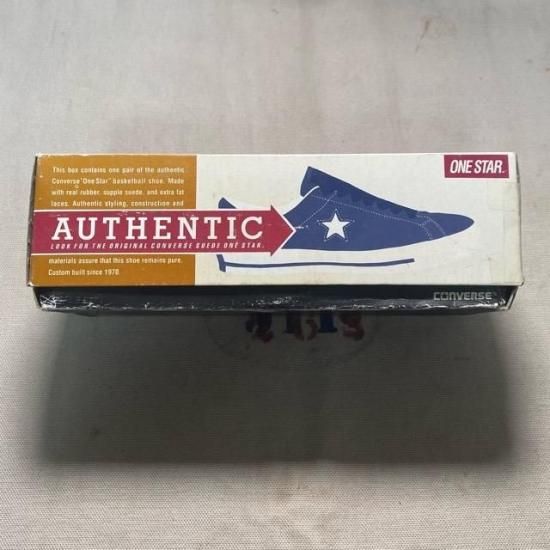 This box contains one pair of the authentic
Converse "One Star" basketball shoe. Made
with real rubber, supple suede, and extra fat
laces. Authentic styling, construction and
AUTHENTIC
LOOK FOR THE ORIGINAL CONVERSE SUEDE ONE STAR.
materials assure that this shoe remains pure.
Custom built since 1970.
ONE STAR.
CONVERSE